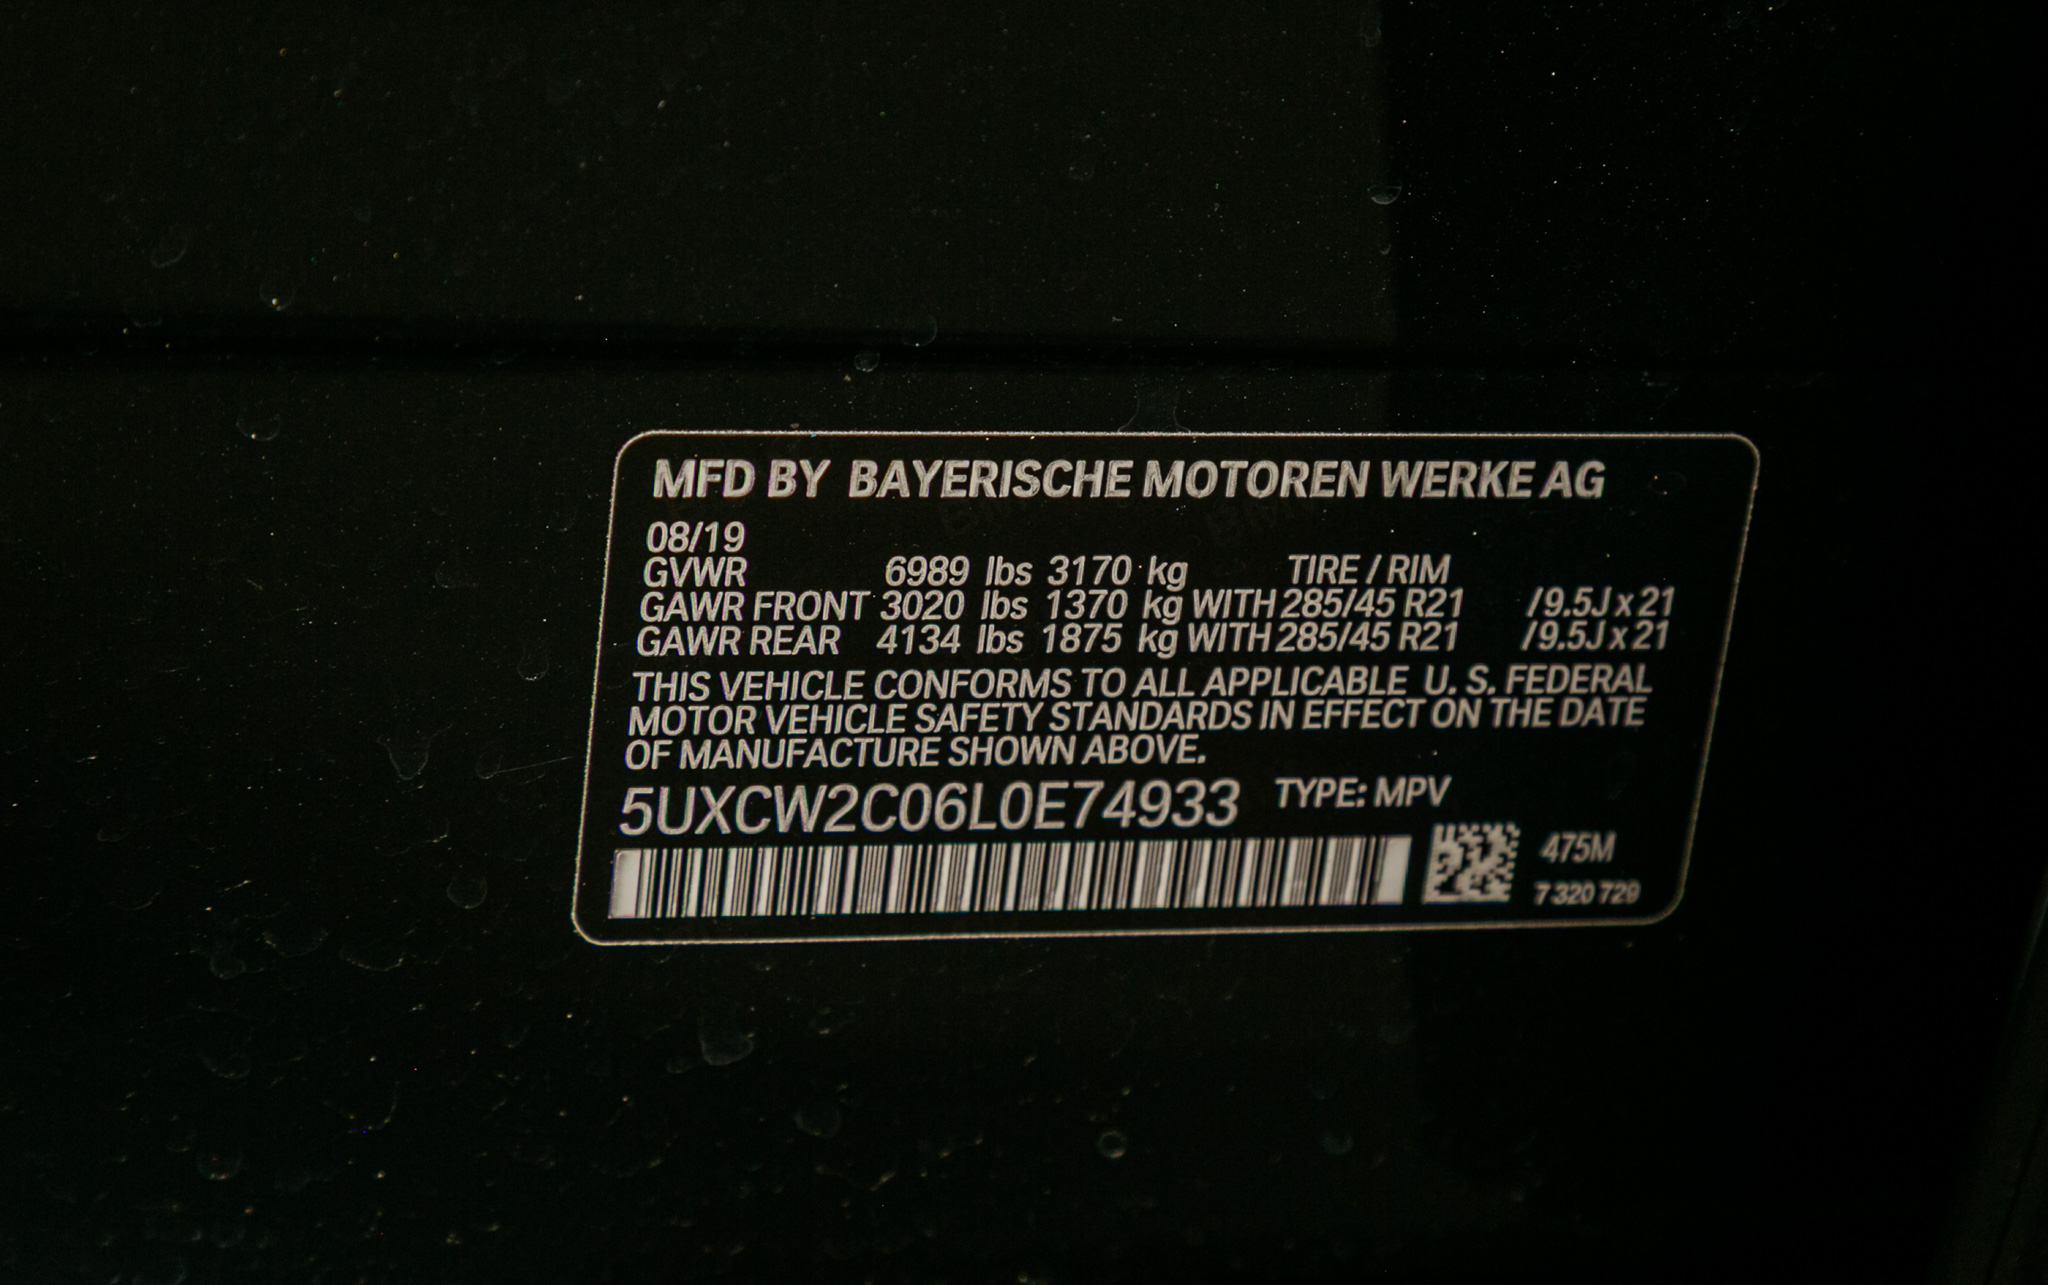 MFD BY BAYERISCHE MOTOREN WERKE AG
08/19
GVWR 6989 lbs 3170 kg TIRE / RIM
GAWR FRONT 3020 lbs 1370 kg WITH 285/45 R21 /9.5J x 21
GAWR REAR 4134 lbs 1875 kg WITH 285/45 R21 /9.5J x 21
THIS VEHICLE CONFORMS TO ALL APPLICABLE U. S. FEDERAL
MOTOR VEHICLE SAFETY STANDARDS IN EFFECT ON THE DATE
OF MANUFACTURE SHOWN ABOVE.
5UXCW2C06L0E74933 TYPE: MPV
475M
7 320 729